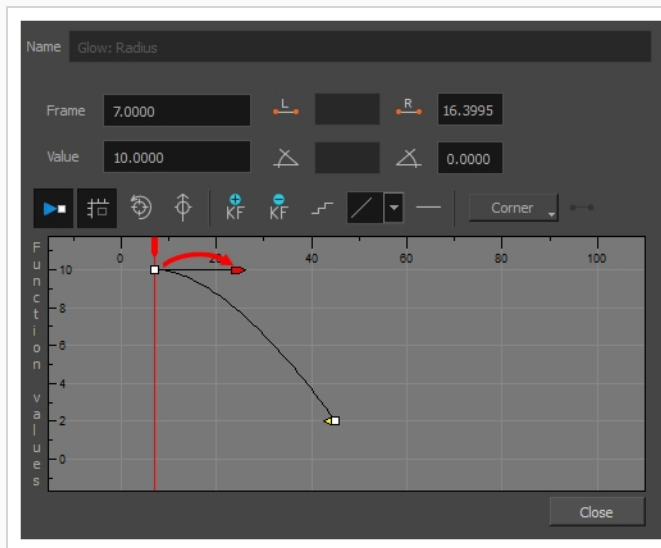 Name Glow: Radius
Frame 7.0000 L R 16.3995
Value 10.0000 0.0000
KF KF Corner
Function values
0 20 40 60 80 100
10
8
6
4
2
0
Close